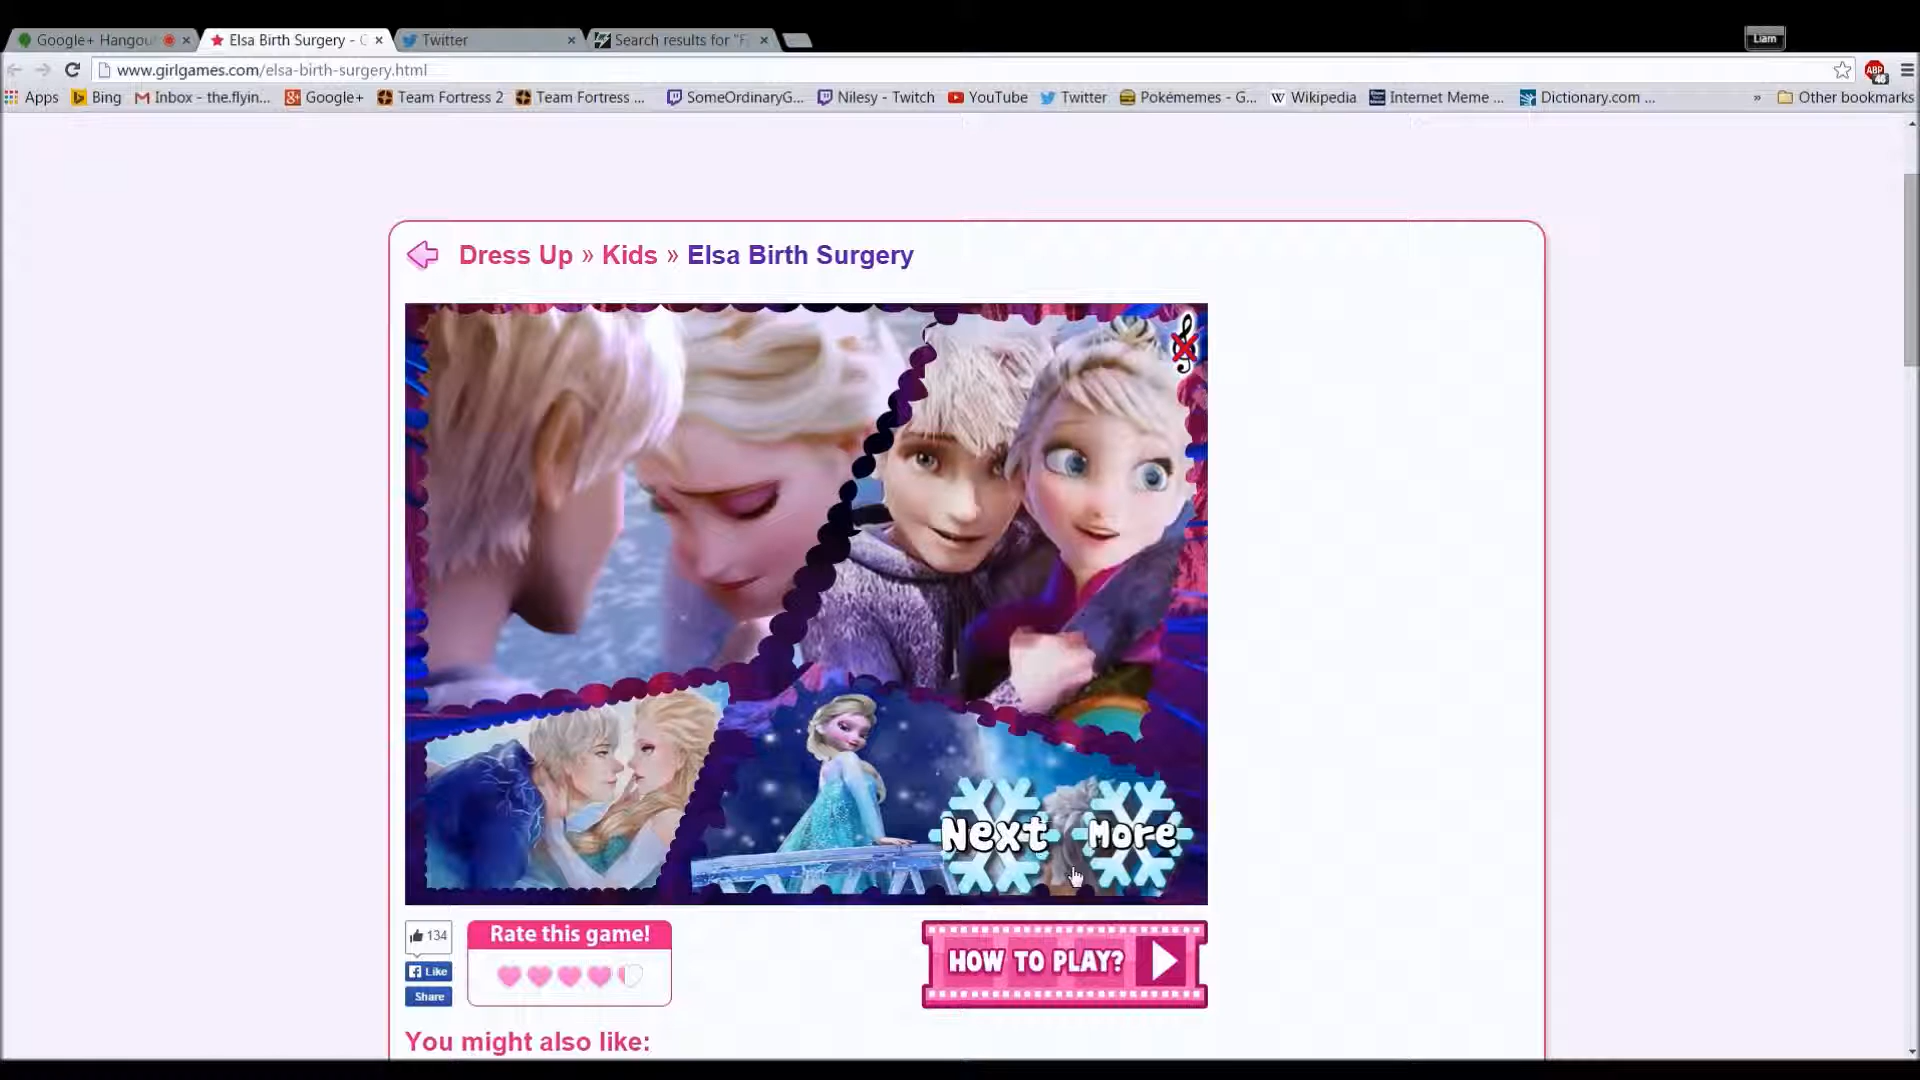 Google+ Hangou
Elsa Birth Surgery - G
Twitter
Search results for "F
Liam
www.girlgames.com/elsa-birth-surgery.html
ABP
Apps
Bing
Inbox - the.flyin...
Google+
Team Fortress 2
Team Fortress ...
SomeOrdinaryG...
Nilesy - Twitch
YouTube
Twitter
Pokémemes - G...
Wikipedia
Internet Meme ...
Dictionary.com ...
»
Other bookmarks
Dress Up » Kids » Elsa Birth Surgery
Next
More
134
Like
Share
Rate this game!
HOW TO PLAY?
You might also like: